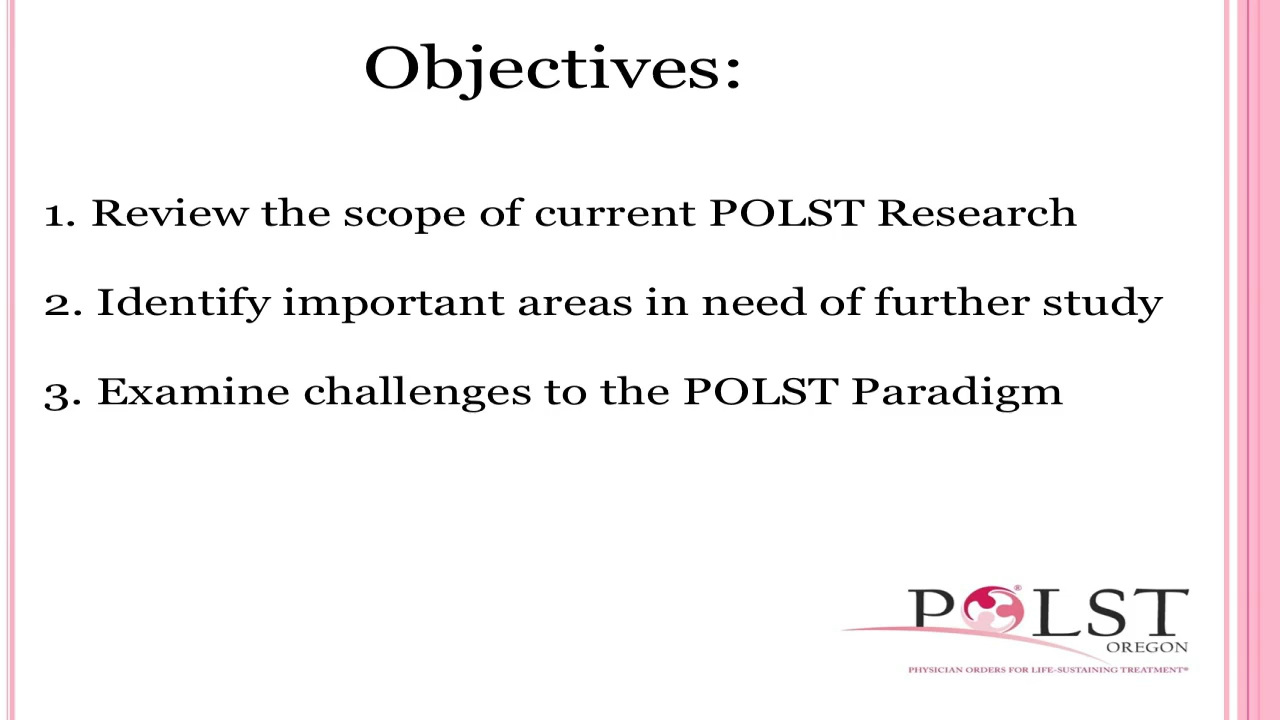 Objectives:
1. Review the scope of current POLST Research
2. Identify important areas in need of further study
3. Examine challenges to the POLST Paradigm
POLST®
OREGON
PHYSICIAN ORDERS FOR LIFE-SUSTAINING TREATMENT®